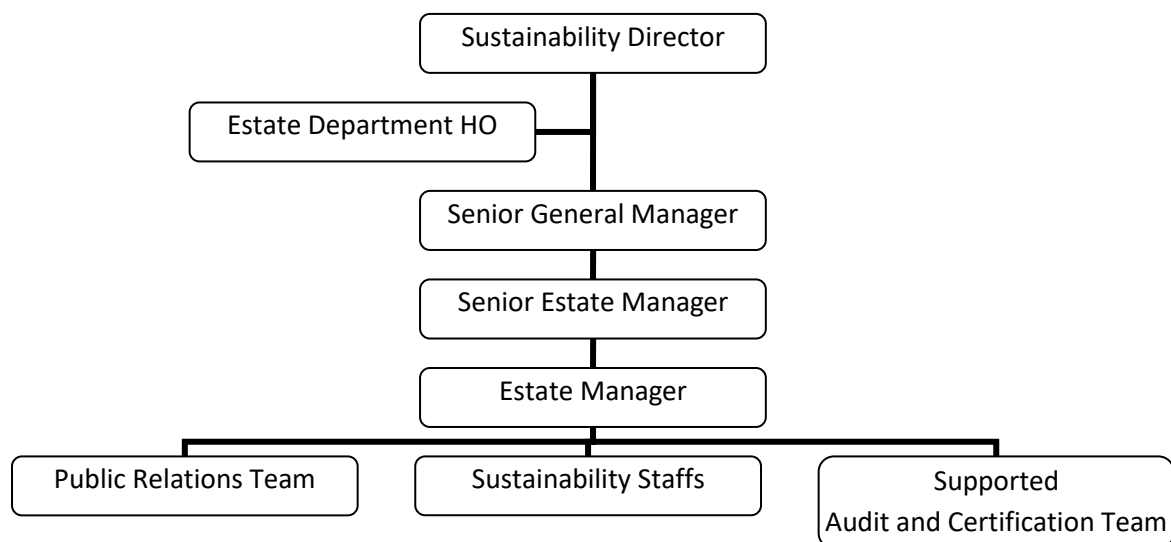 Sustainability Director
Estate Department HO
Senior General Manager
Senior Estate Manager
Estate Manager
Public Relations Team
Sustainability Staffs
Supported
Audit and Certification Team